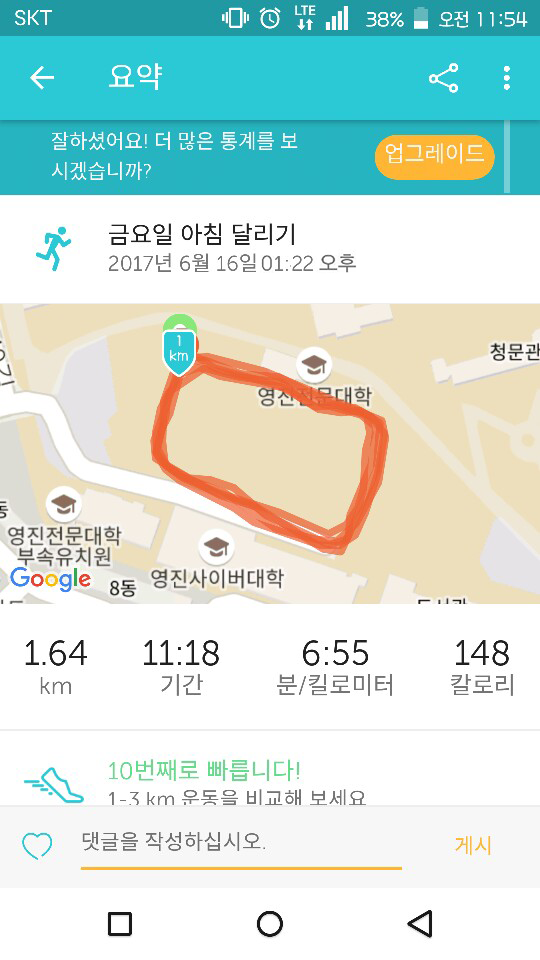 SKT LTE 38% 오전 11:54
요약
잘하셨어요! 더 많은 통계를 보
시겠습니까?
업그레이드
금요일 아침 달리기
2017년 6월 16일 01:22 오후
1
km
청문관
영진전문대학
영진전문대학
부속유치원
영진사이버대학
Google
8동
1.64
km
11:18
기간
6:55
분/킬로미터
148
칼로리
10번째로 빠릅니다!
1-3 km 운동을 비교해 보세요
댓글을 작성하십시오.
게시